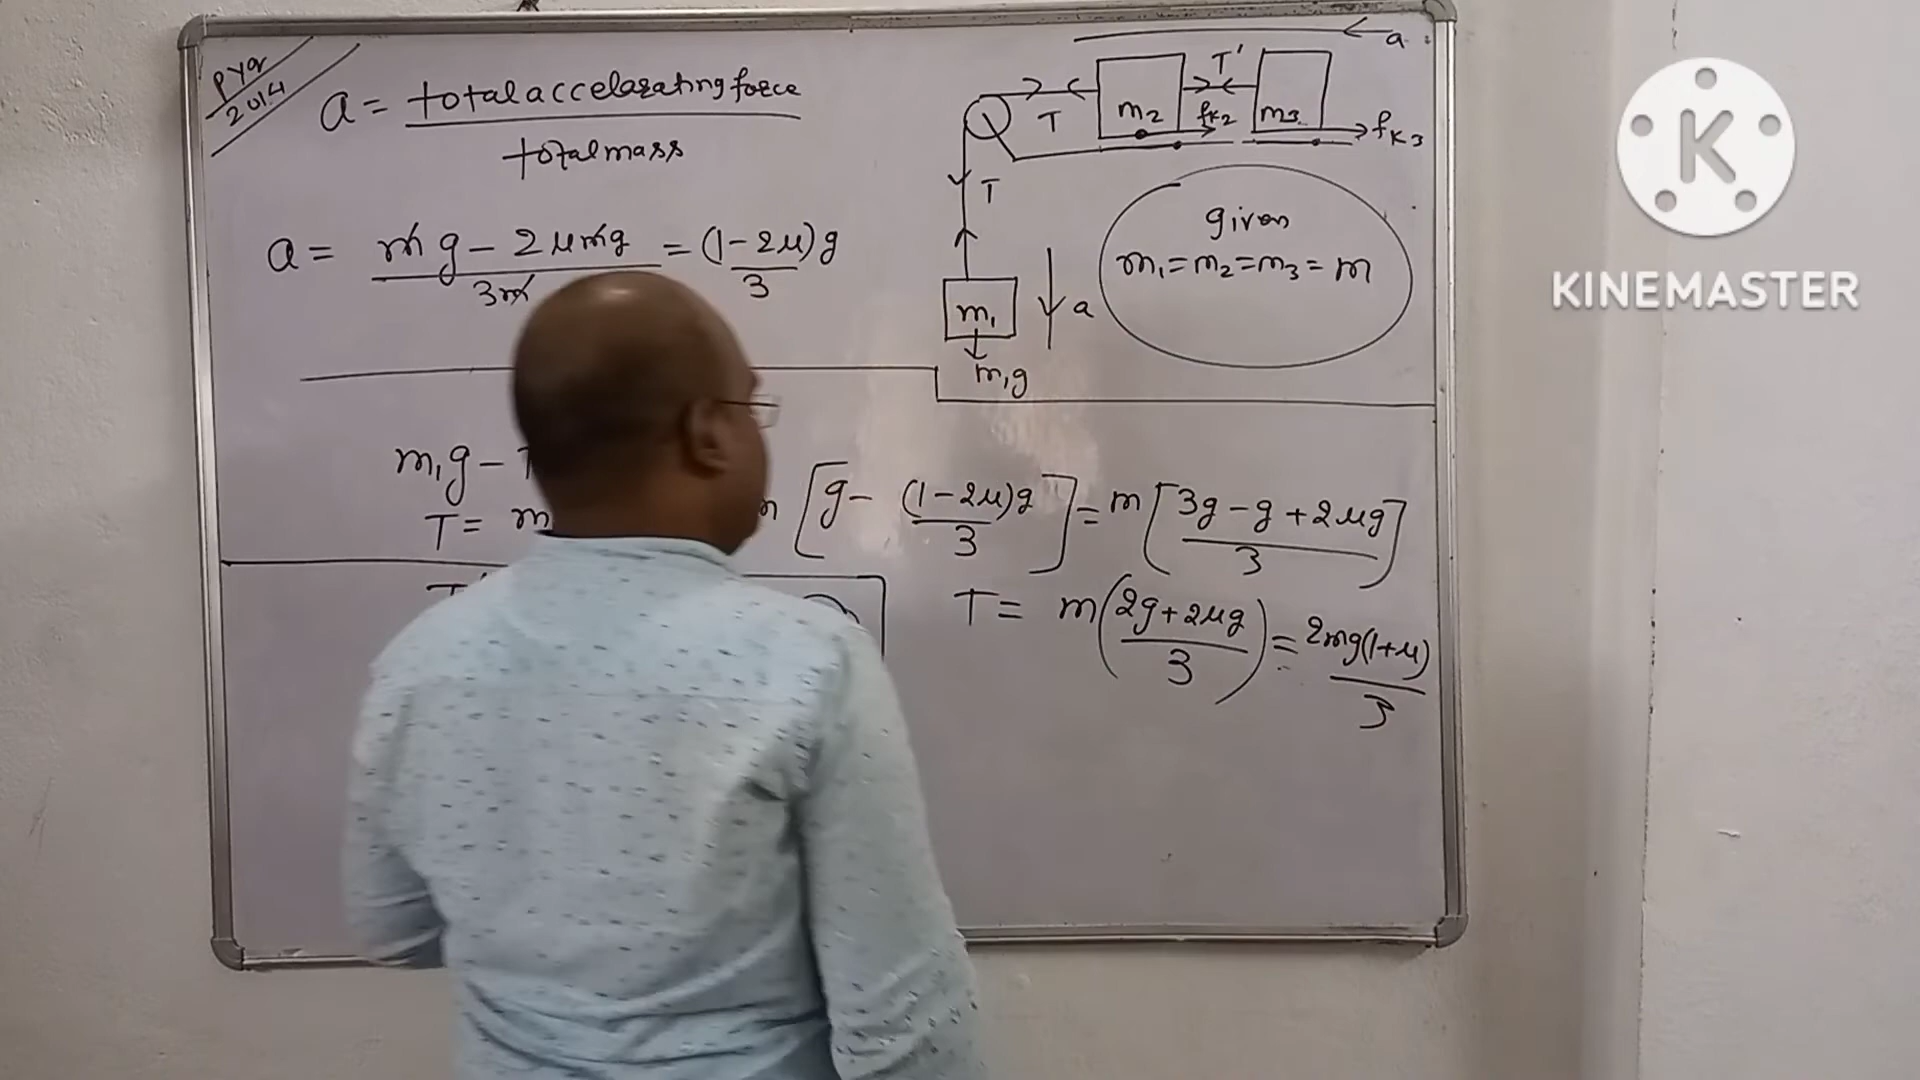 PYQ
2014
a = total accelarating force
total mass
a = mg - 2μmg = (1-2μ)g
3m 3
a
T'
T m2 fk2 m3 fk3
T
given
m1=m2=m3=m
m1 a
m1g
m1g -
T = m [g - (1-2μ)g] = m [3g-g+2μg]
3 3
T = m(2g+2μg) = 2mg(1+μ)
3 3
K
KINEMASTER